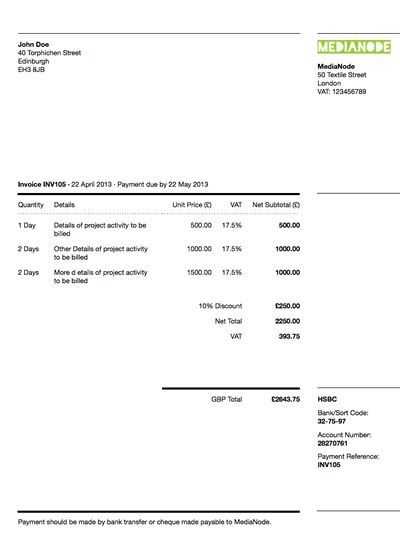 John Doe
40 Torphichen Street
Edinburgh
EH3 8JB
MEDIANODE
MediaNode
50 Textile Street
London
VAT: 123456789
Invoice INV105 - 22 April 2013 · Payment due by 22 May 2013
Quantity Details Unit Price (£) VAT Net Subtotal (£)
1 Day Details of project activity to be 500.00 17.5% 500.00
billed
2 Days Other Details of project activity 1000.00 17.5% 1000.00
to be billed
2 Days More d etails of project activity 1500.00 17.5% 1000.00
to be billed
10% Discount £250.00
Net Total 2250.00
VAT 393.75
GBP Total £2643.75
HSBC
Bank/Sort Code:
32-75-97
Account Number:
28270761
Payment Reference:
INV105
Payment should be made by bank transfer or cheque made payable to MediaNode.